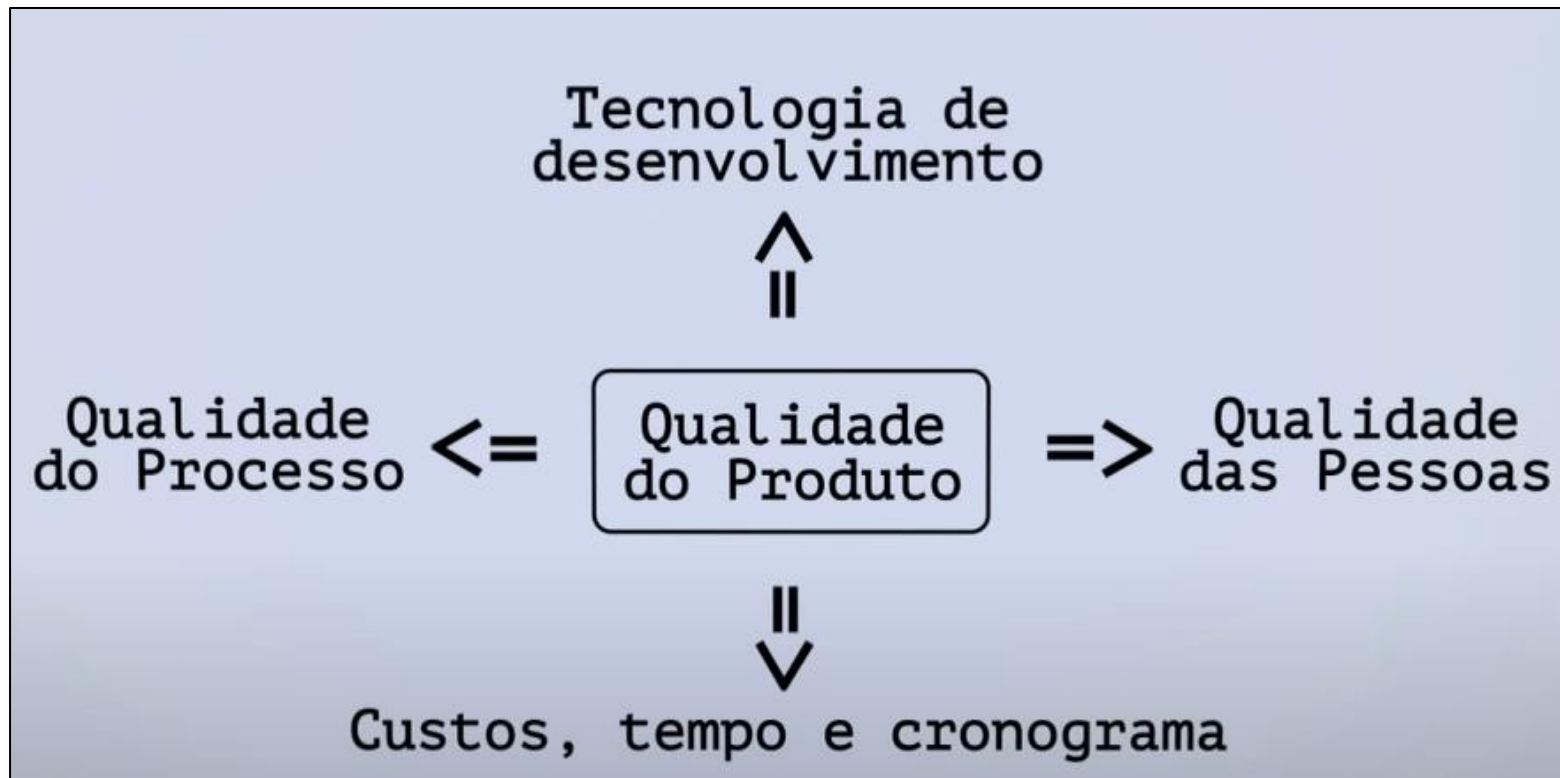 Tecnologia de
desenvolvimento
<=
Qualidade
do Processo
<=
Qualidade
do Produto
=>
Qualidade
das Pessoas
=>
Custos, tempo e cronograma